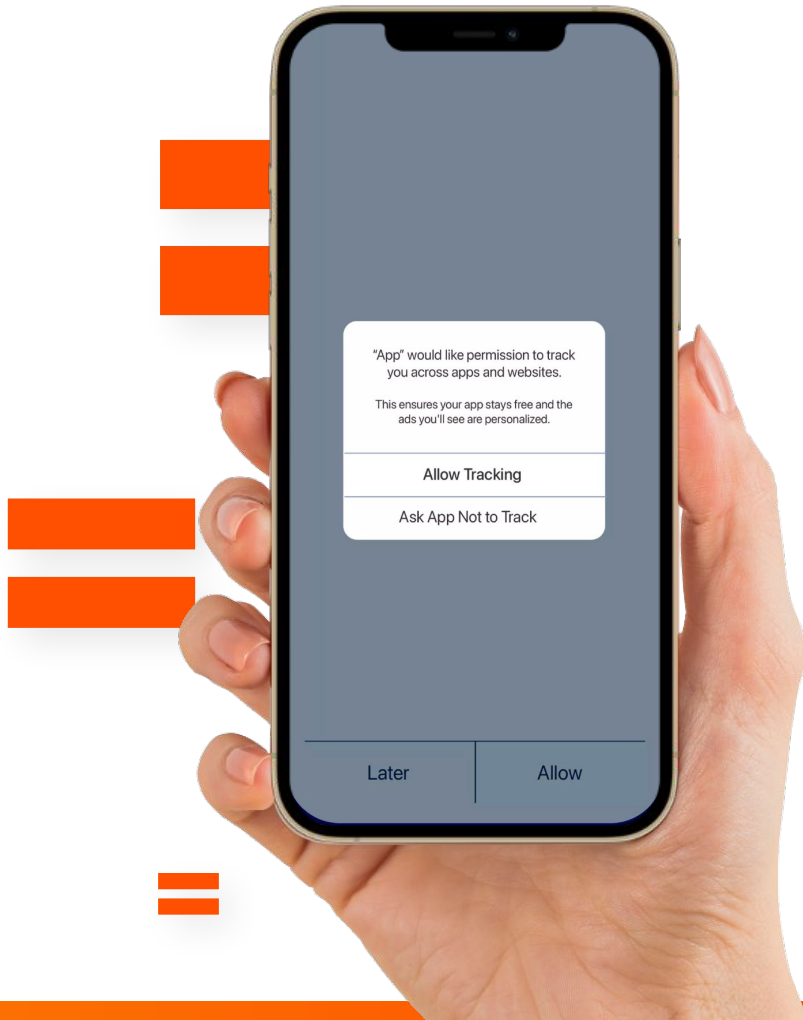 "App" would like permission to track
you across apps and websites.
This ensures your app stays free and the
ads you'll see are personalized.
Allow Tracking
Ask App Not to Track
Later
Allow